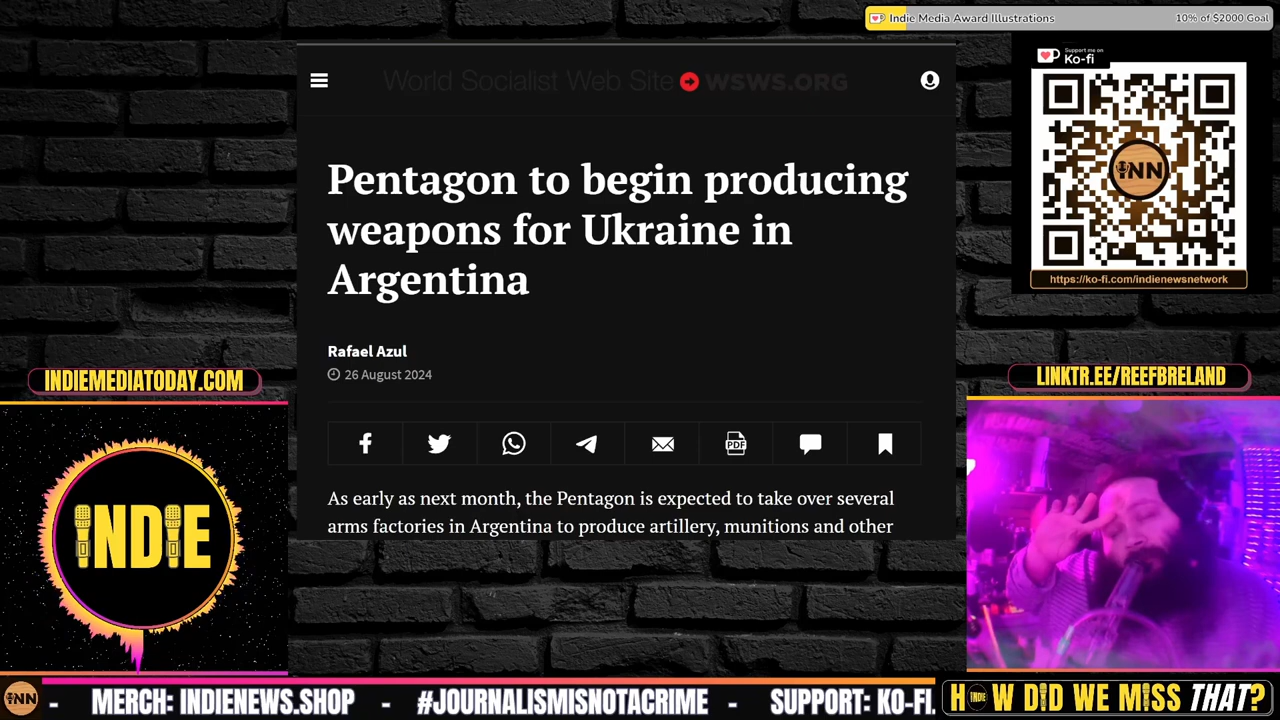 Indie Media Award Illustrations 10% of $2000 Goal
Support me on
Ko-fi
World Socialist Web Site WSWS.ORG
iNN
https://ko-fi.com/indienewsnetwork
Pentagon to begin producing
weapons for Ukraine in
Argentina
Rafael Azul
26 August 2024
PDF
As early as next month, the Pentagon is expected to take over several
arms factories in Argentina to produce artillery, munitions and other
INDIEMEDIATODAY.COM
LINKTR.EE/REEFBRELAND
INDIE
iNN - MERCH: INDIENEWS.SHOP - #JOURNALISMISNOTACRIME - SUPPORT: KO-FI.
HOW DID WE MISS THAT?